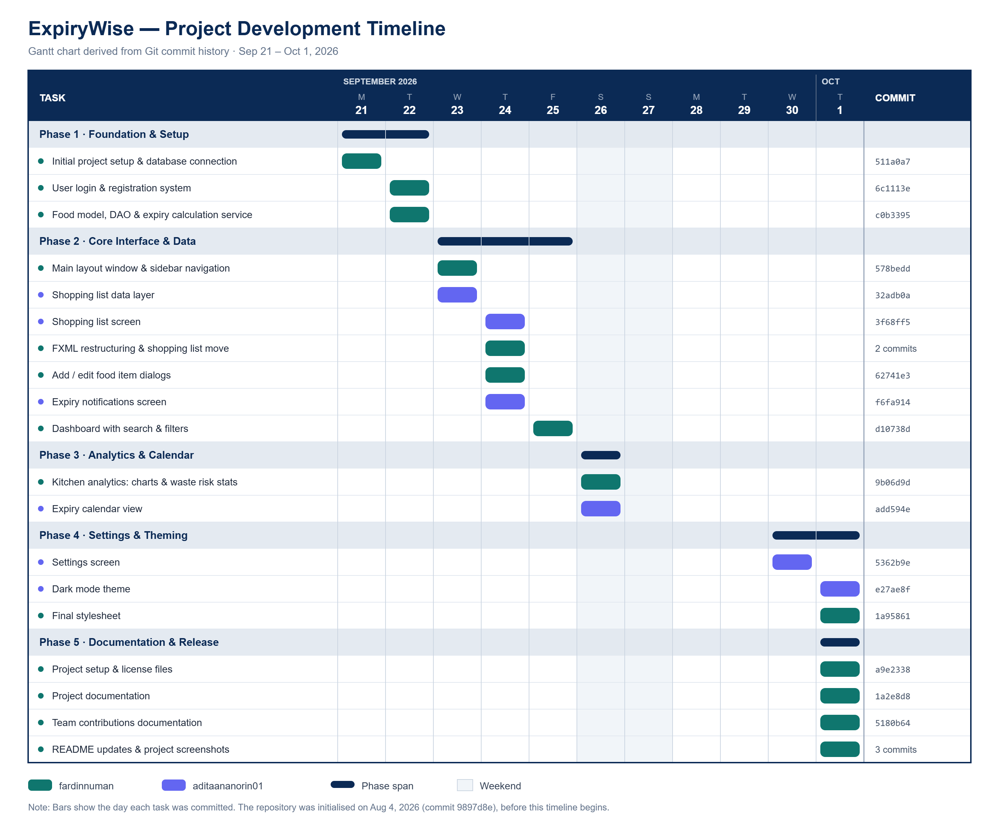 ExpiryWise — Project Development Timeline
Gantt chart derived from Git commit history · Sep 21 – Oct 1, 2026
SEPTEMBER 2026 OCT
TASK M T W T F S S M T W T COMMIT
21 22 23 24 25 26 27 28 29 30 1
Phase 1 · Foundation & Setup
Initial project setup & database connection 511a0a7
User login & registration system 6c1113e
Food model, DAO & expiry calculation service c0b3395
Phase 2 · Core Interface & Data
Main layout window & sidebar navigation 578bedd
Shopping list data layer 32adb0a
Shopping list screen 3f68ff5
FXML restructuring & shopping list move 2 commits
Add / edit food item dialogs 62741e3
Expiry notifications screen f6fa914
Dashboard with search & filters d10738d
Phase 3 · Analytics & Calendar
Kitchen analytics: charts & waste risk stats 9b06d9d
Expiry calendar view add594e
Phase 4 · Settings & Theming
Settings screen 5362b9e
Dark mode theme e27ae8f
Final stylesheet 1a95861
Phase 5 · Documentation & Release
Project setup & license files a9e2338
Project documentation 1a2e8d8
Team contributions documentation 5180b64
README updates & project screenshots 3 commits
fardinnuman aditaananorin01 Phase span Weekend
Note: Bars show the day each task was committed. The repository was initialised on Aug 4, 2026 (commit 9897d8e), before this timeline begins.